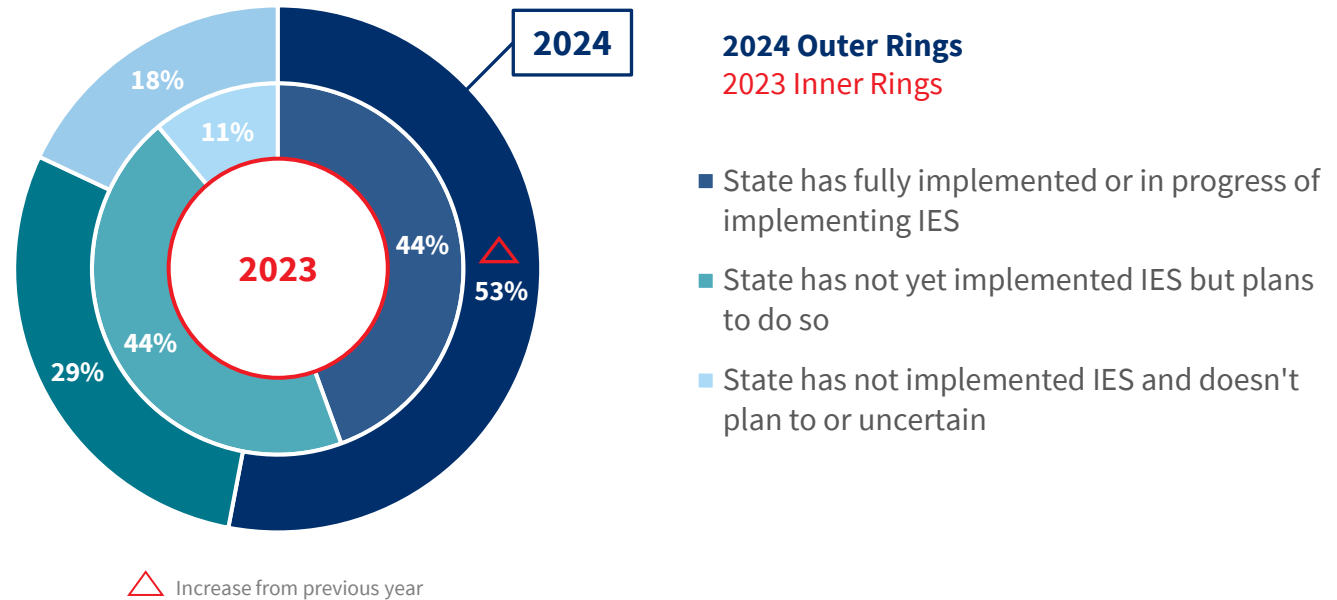 2024
18%
11%
44%
53%
2023
44%
29%
Increase from previous year
2024 Outer Rings
2023 Inner Rings
State has fully implemented or in progress of
implementing IES
State has not yet implemented IES but plans
to do so
State has not implemented IES and doesn't
plan to or uncertain